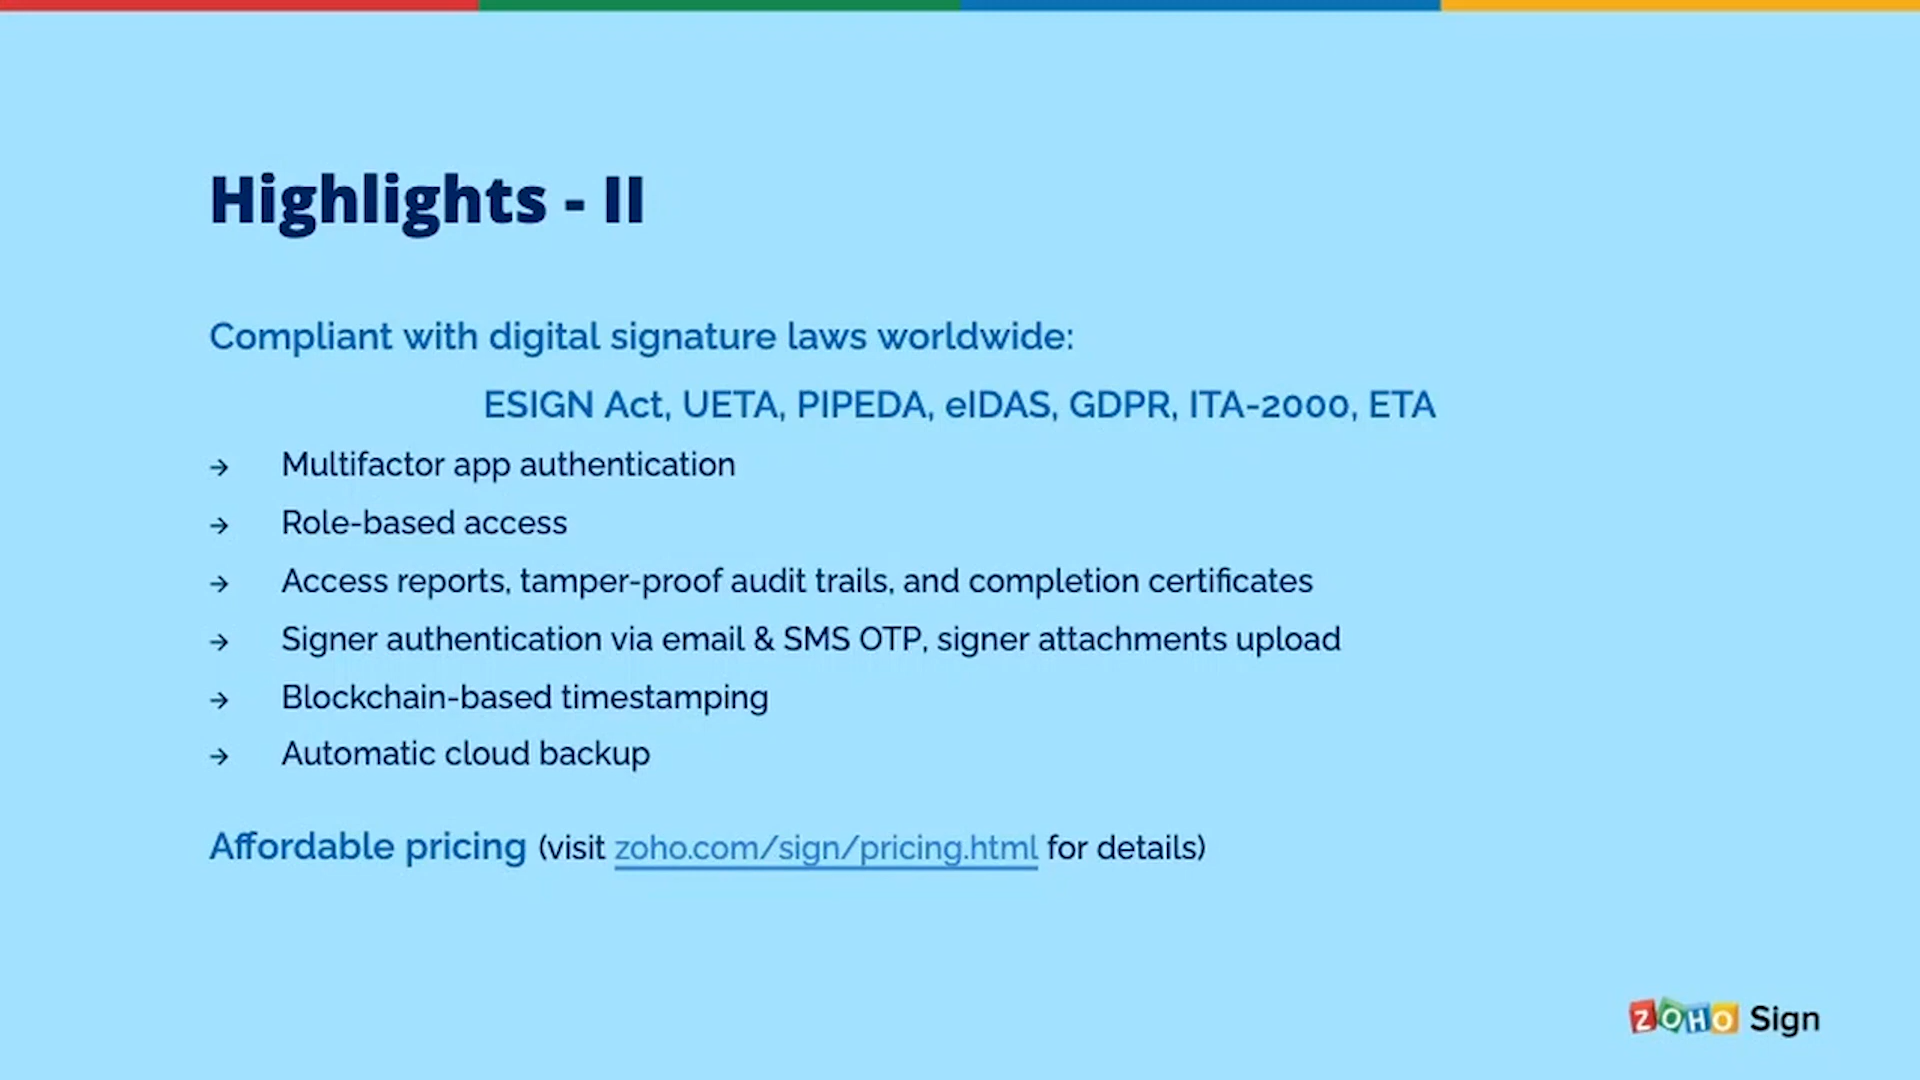 Highlights - II
Compliant with digital signature laws worldwide:
ESIGN Act, UETA, PIPEDA, eIDAS, GDPR, ITA-2000, ETA
→ Multifactor app authentication
→ Role-based access
→ Access reports, tamper-proof audit trails, and completion certificates
→ Signer authentication via email & SMS OTP, signer attachments upload
→ Blockchain-based timestamping
→ Automatic cloud backup
Affordable pricing (visit zoho.com/sign/pricing.html for details)
ZOHO Sign